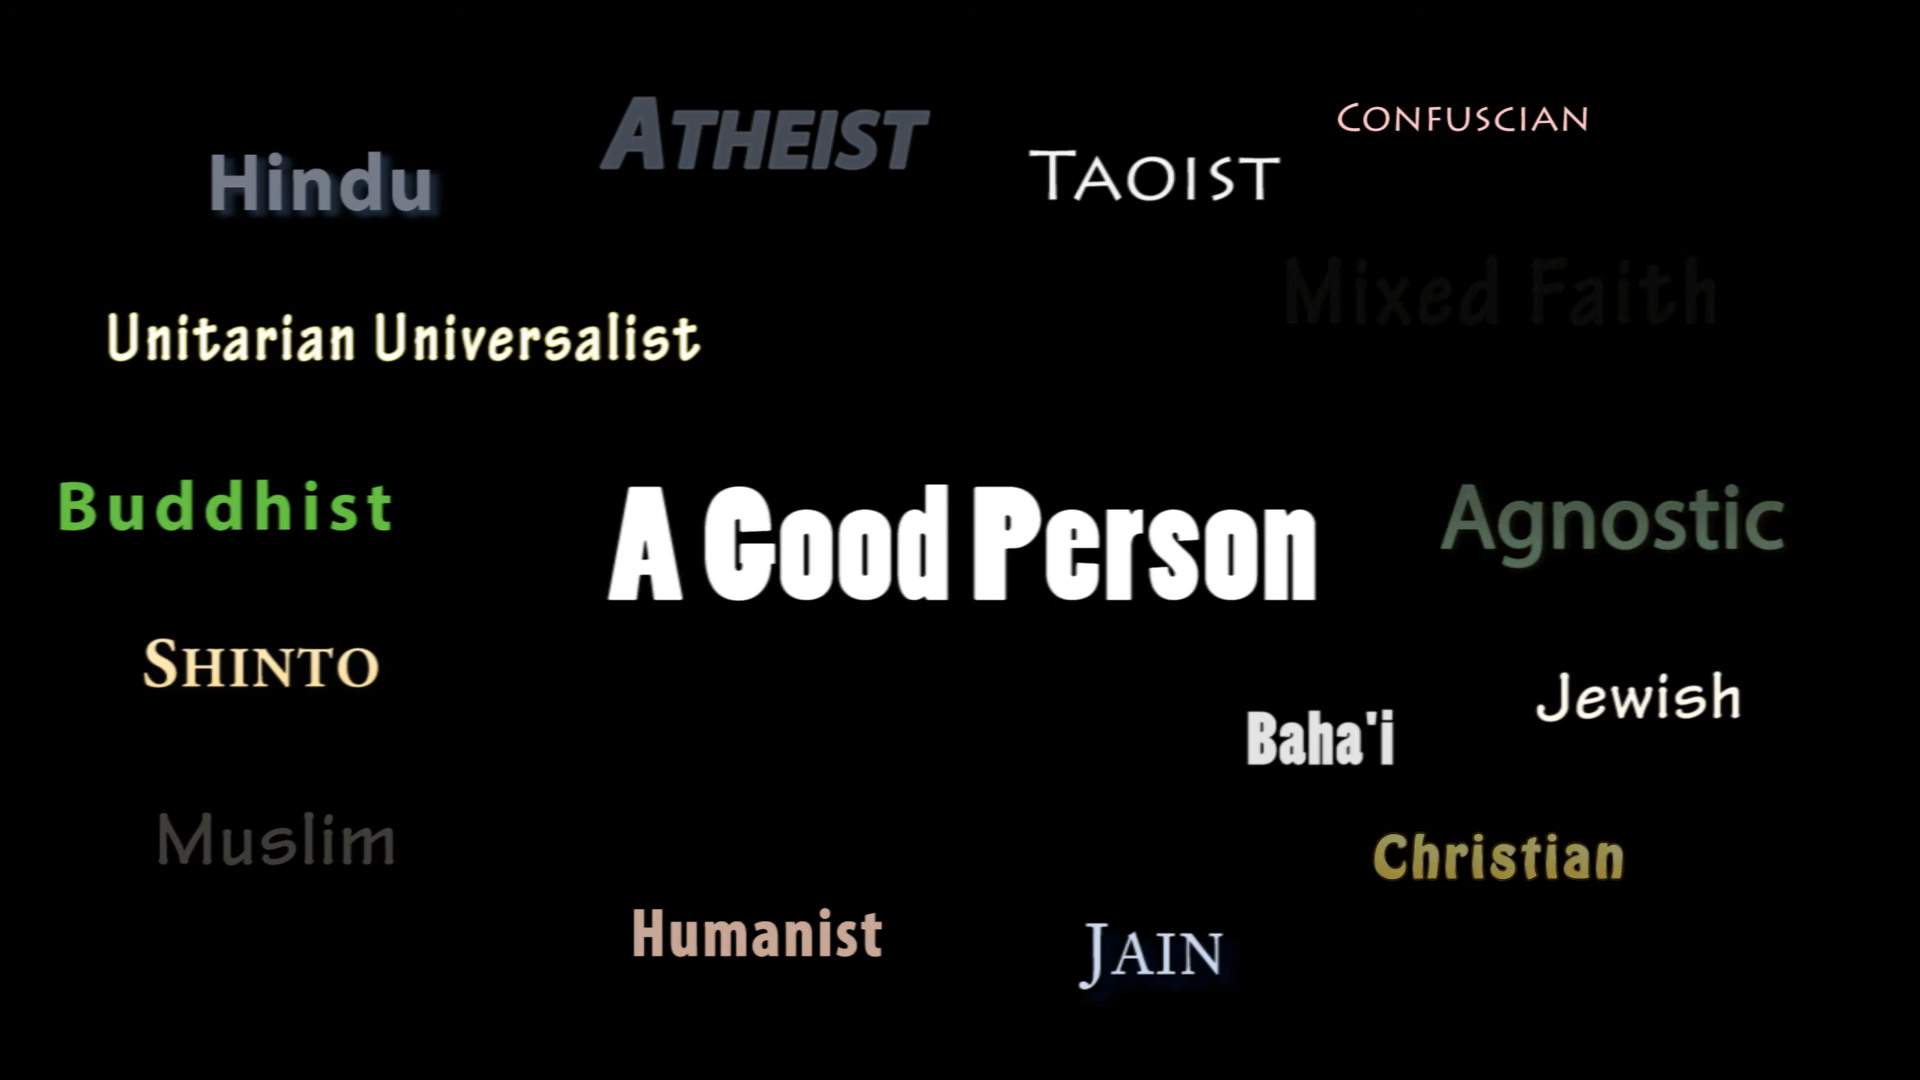 Confuscian
Atheist
Taoist
Hindu
Mixed Faith
Unitarian Universalist
Buddhist
A Good Person
Agnostic
Shinto
Jewish
Baha'i
Muslim
Christian
Humanist
Jain